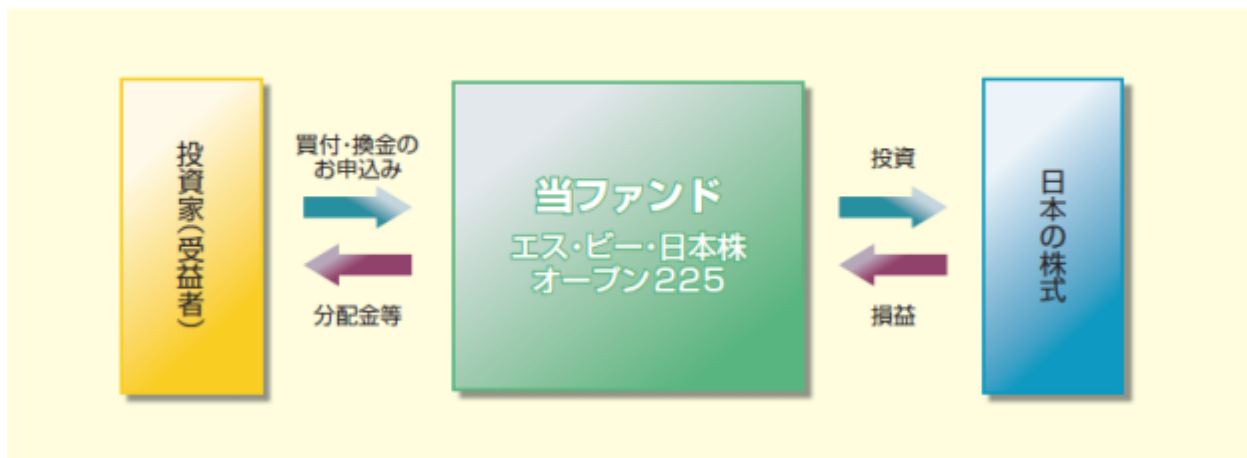 投資家（受益者）
買付・換金の
お申込み
分配金等
当ファンド
エス・ビー・日本株
オープン225
投資
損益
日本の株式